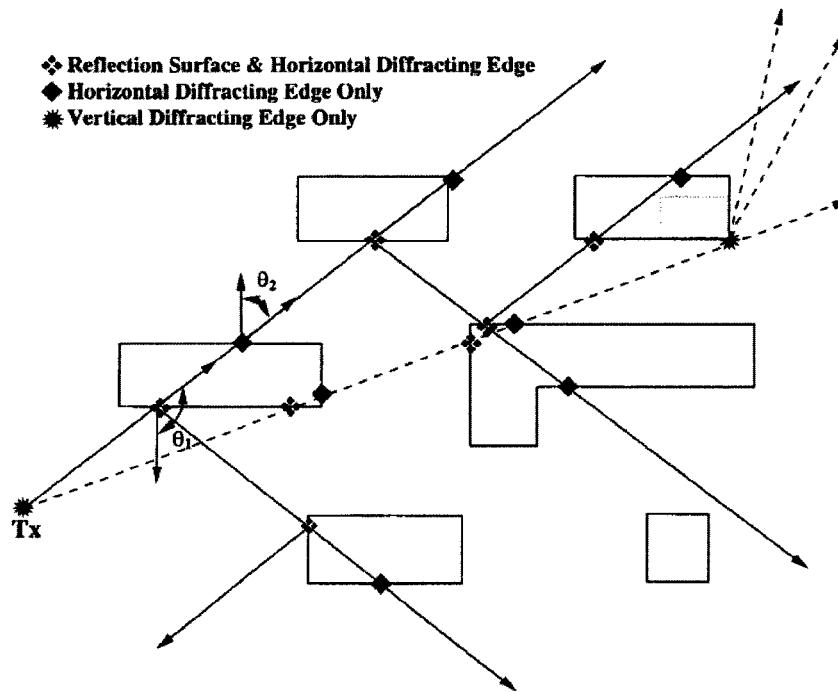 Reflection Surface & Horizontal Diffracting Edge
Horizontal Diffracting Edge Only
Vertical Diffracting Edge Only
θ2
θ1
Tx